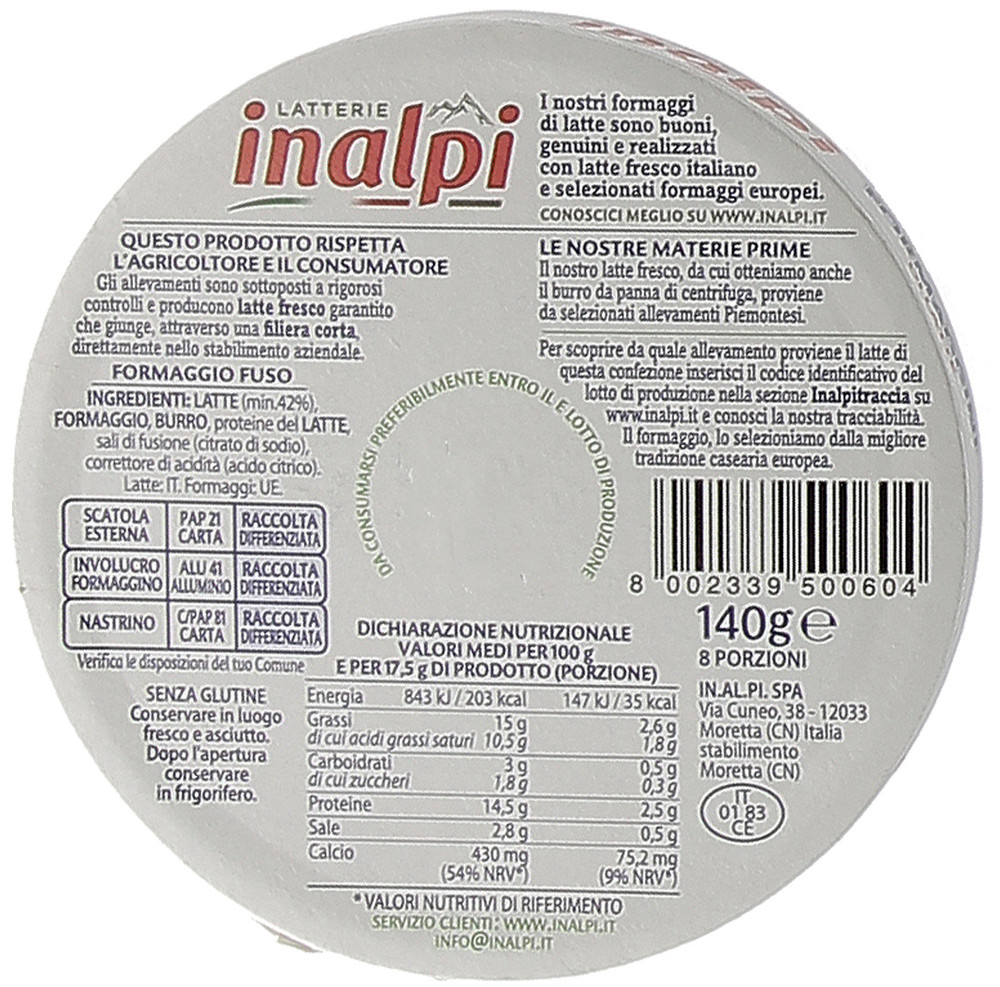 LATTERIE
inalpi
I nostri formaggi
di latte sono buoni,
genuini e realizzati
con latte fresco italiano
e selezionati formaggi europei.
CONOSCICI MEGLIO SU WWW.INALPI.IT
QUESTO PRODOTTO RISPETTA
L'AGRICOLTORE E IL CONSUMATORE
Gli allevamenti sono sottoposti a rigorosi
controlli e producono latte fresco garantito
che giunge, attraverso una filiera corta,
direttamente nello stabilimento aziendale.
LE NOSTRE MATERIE PRIME
Il nostro latte fresco, da cui otteniamo anche
il burro da panna di centrifuga, proviene
da selezionati allevamenti Piemontesi.
Per scoprire da quale allevamento proviene il latte di
questa confezione inserisci il codice identificativo del
lotto di produzione nella sezione Inalpitraccia su
www.inalpi.it e conosci la nostra tracciabilità.
Il formaggio, lo selezioniamo dalla migliore
tradizione casearia europea.
FORMAGGIO FUSO
INGREDIENTI: LATTE (min.42%),
FORMAGGIO, BURRO, proteine del LATTE,
sali di fusione (citrato di sodio),
correttore di acidità (acido citrico).
Latte: IT. Formaggi: UE.
DA CONSUMARSI PREFERIBILMENTE ENTRO IL E LOTTO DI PRODUZIONE
SCATOLA ESTERNA PAP 21 CARTA RACCOLTA DIFFERENZIATA
INVOLUCRO FORMAGGINO ALU 41 ALLUMINIO RACCOLTA DIFFERENZIATA
NASTRINO C/PAP 81 CARTA RACCOLTA DIFFERENZIATA
Verifica le disposizioni del tuo Comune
SENZA GLUTINE
Conservare in luogo
fresco e asciutto.
Dopo l'apertura
conservare
in frigorifero.
DICHIARAZIONE NUTRIZIONALE
VALORI MEDI PER 100 g
E PER 17,5 g DI PRODOTTO (PORZIONE)
Energia 843 kJ / 203 kcal 147 kJ / 35 kcal
Grassi 15 g 2,6 g
di cui acidi grassi saturi 10,5 g 1,8 g
Carboidrati 3 g 0,5 g
di cui zuccheri 1,8 g 0,3 g
Proteine 14,5 g 2,5 g
Sale 2,8 g 0,5 g
Calcio 430 mg 75,2 mg
(54% NRV*) (9% NRV*)
*VALORI NUTRITIVI DI RIFERIMENTO
SERVIZIO CLIENTI: WWW.INALPI.IT
INFO@INALPI.IT
8 002339 500604
140g e
8 PORZIONI
IN.AL.PI. SPA
Via Cuneo, 38 - 12033
Moretta (CN) Italia
stabilimento
Moretta (CN)
IT
01 83
CE
inalpi